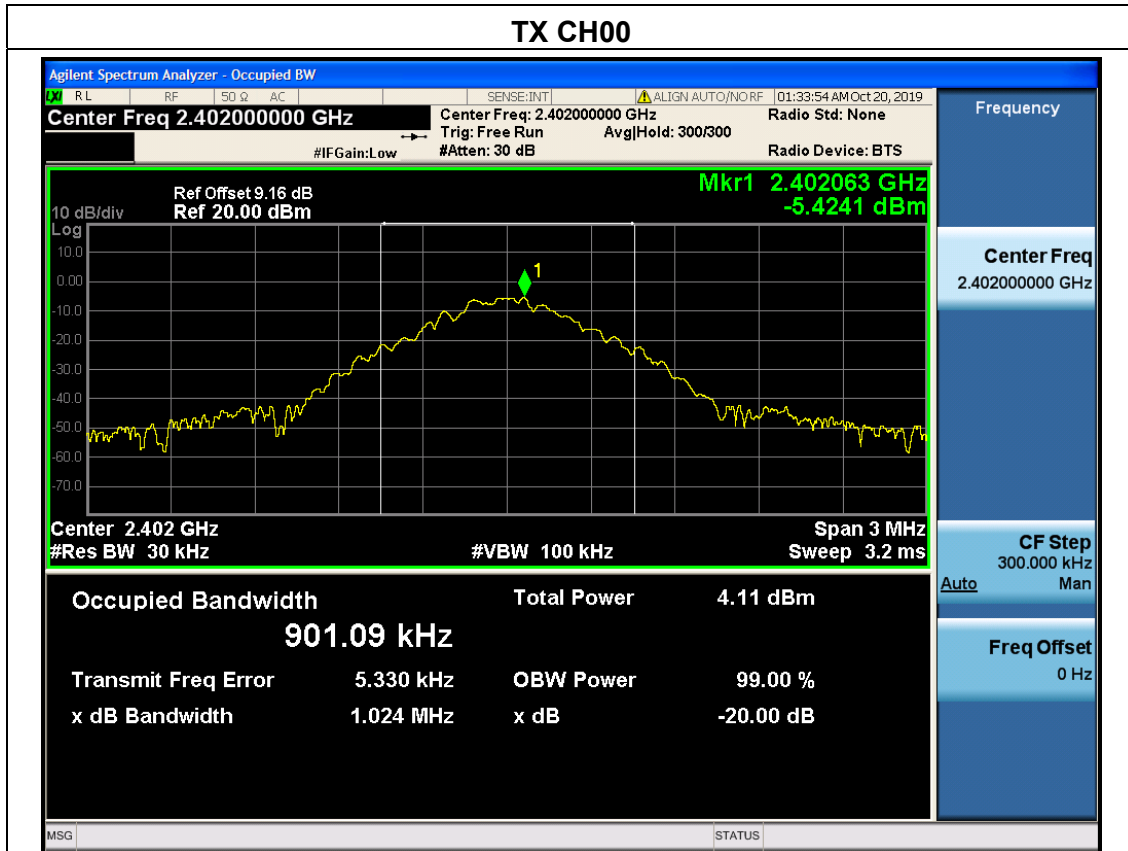 TX CH00
Agilent Spectrum Analyzer - Occupied BW
LXI RL RF 50 Ω AC SENSE:INT ALIGN AUTO/NO RF 01:33:54 AM Oct 20, 2019
Center Freq 2.402000000 GHz
Center Freq: 2.402000000 GHz Radio Std: None
Trig: Free Run Avg|Hold: 300/300
#IFGain:Low #Atten: 30 dB Radio Device: BTS
Mkr1 2.402063 GHz
-5.4241 dBm
Ref Offset 9.16 dB
10 dB/div Ref 20.00 dBm
Log
10.0
0.00
-10.0
-20.0
-30.0
-40.0
-50.0
-60.0
-70.0
1
Center 2.402 GHz Span 3 MHz
#Res BW 30 kHz #VBW 100 kHz Sweep 3.2 ms
Occupied Bandwidth Total Power 4.11 dBm
901.09 kHz
Transmit Freq Error 5.330 kHz OBW Power 99.00 %
x dB Bandwidth 1.024 MHz x dB -20.00 dB
Frequency
Center Freq
2.402000000 GHz
CF Step
300.000 kHz
Auto Man
Freq Offset
0 Hz
MSG STATUS